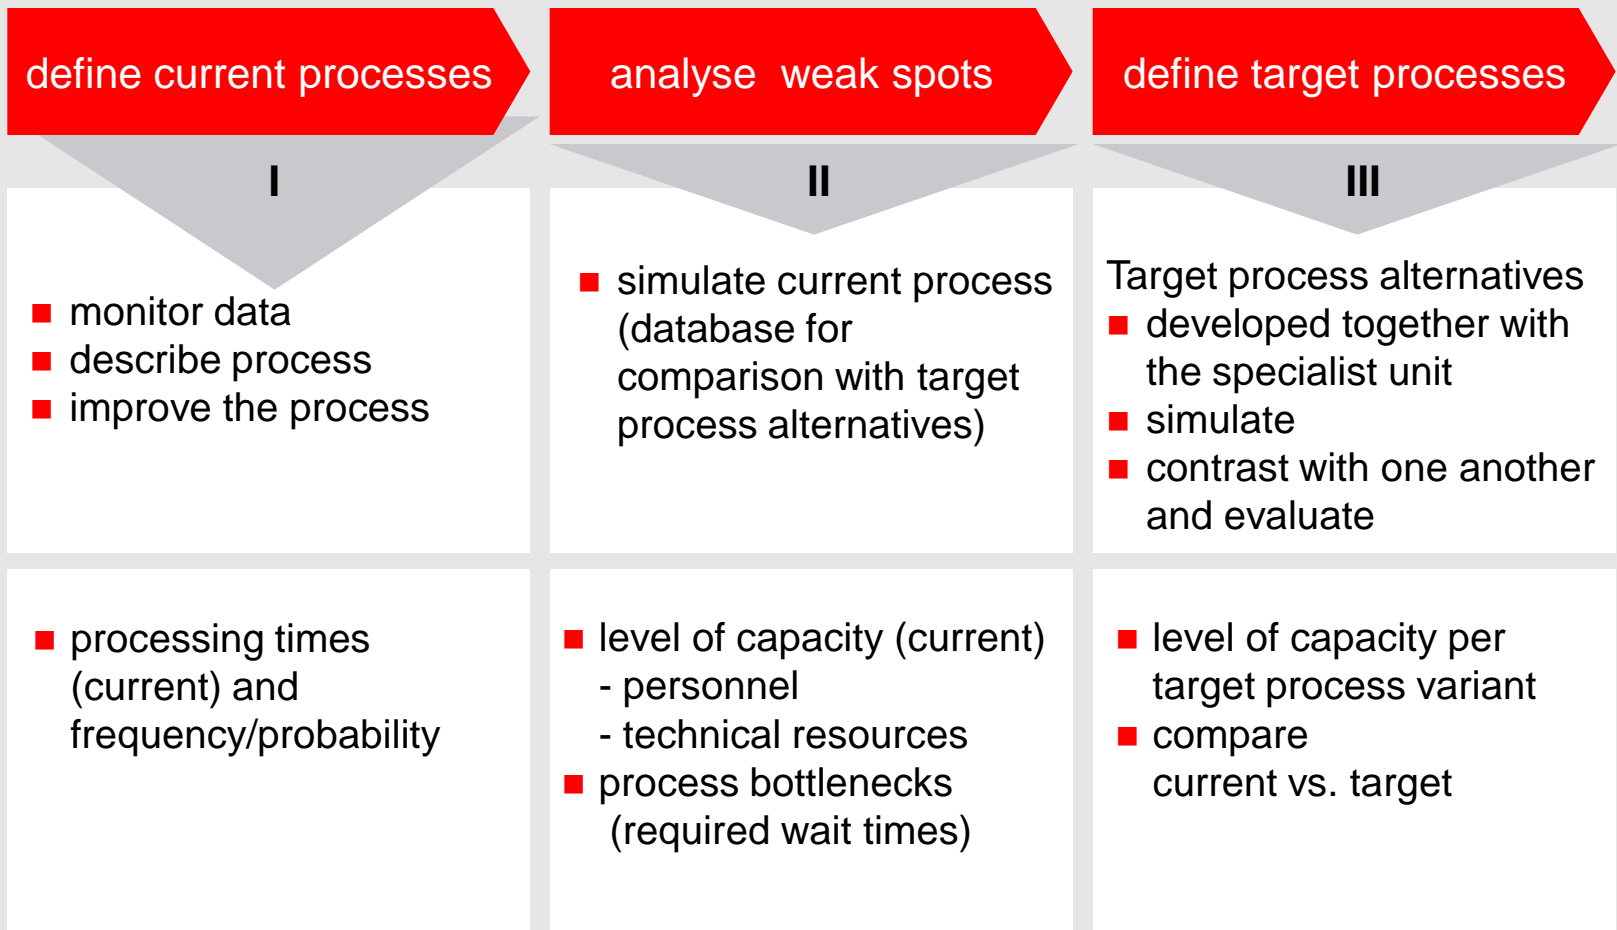 define current processes
analyse  weak spots
define target processes
I
II
III
monitor data
describe process
improve the process
simulate current process
(database for
comparison with target
process alternatives)
Target process alternatives
developed together with
the specialist unit
simulate
contrast with one another
and evaluate
processing times
(current) and
frequency/probability
level of capacity (current)
- personnel
- technical resources
process bottlenecks
(required wait times)
level of capacity per
target process variant
compare
current vs. target